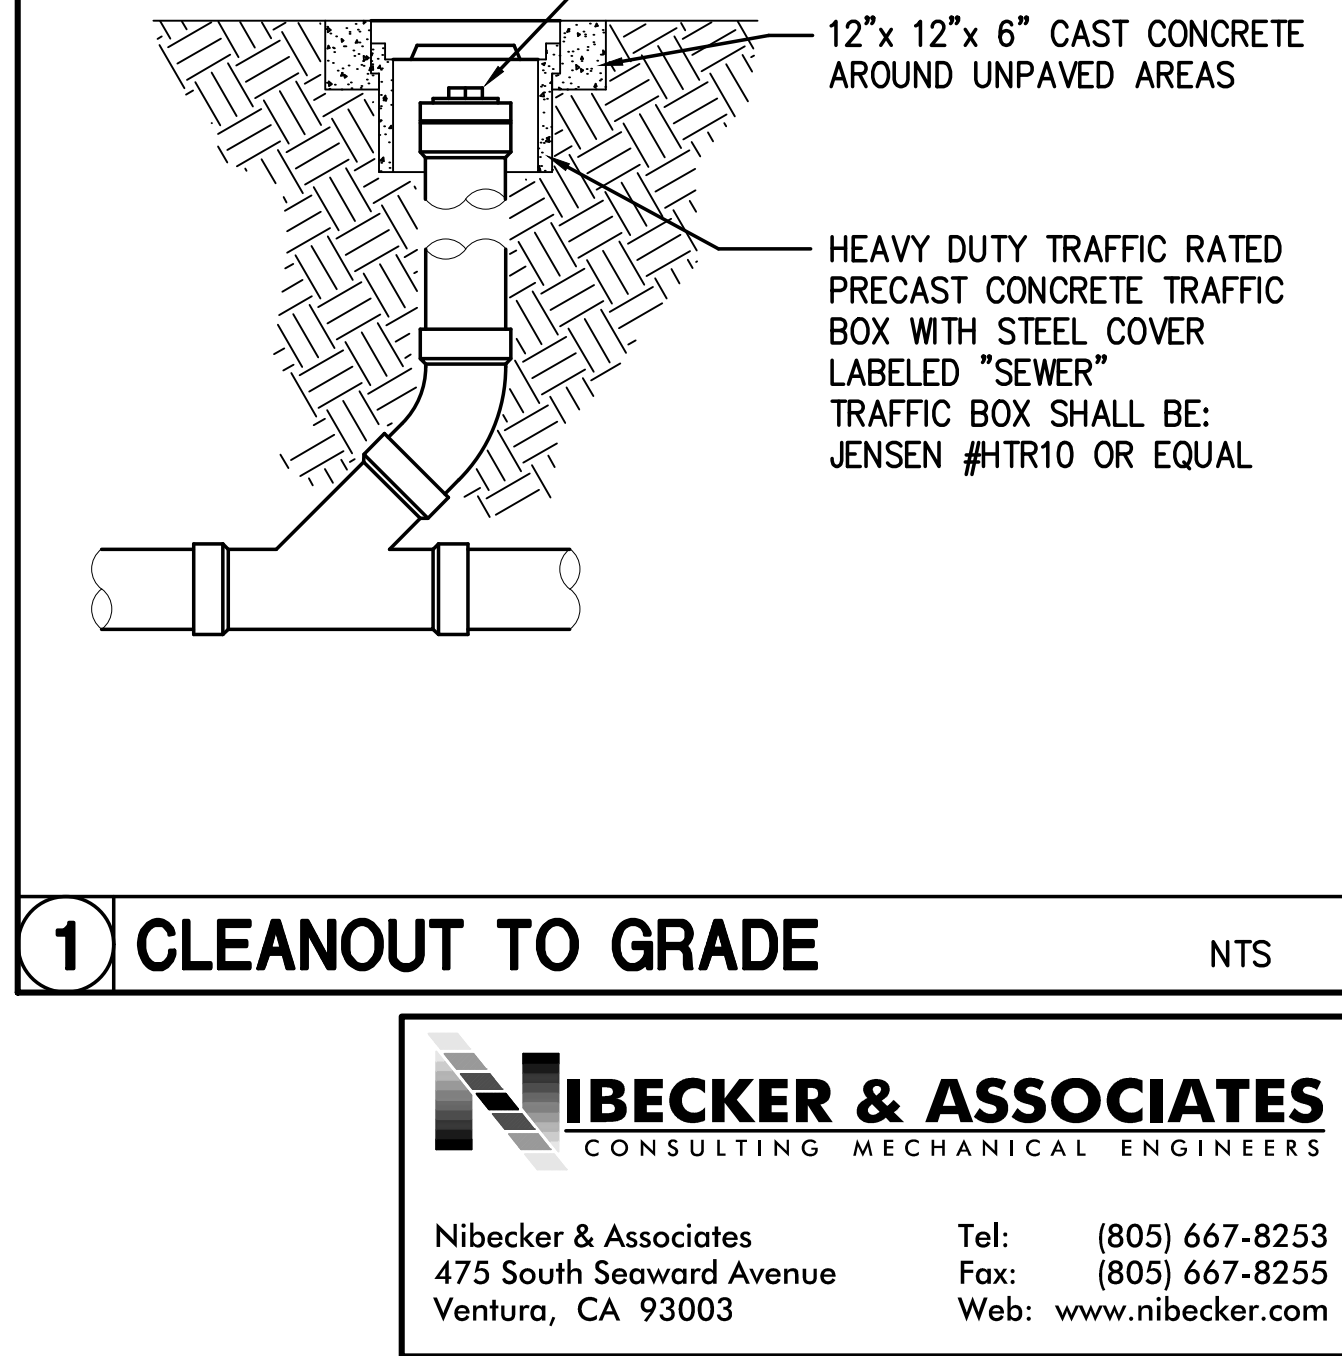 12”x 12”x 6” CAST CONCRETE
AROUND UNPAVED AREAS
HEAVY DUTY TRAFFIC RATED
PRECAST CONCRETE TRAFFIC
BOX WITH STEEL COVER
LABELED ”SEWER”
TRAFFIC BOX SHALL BE:
JENSEN #HTR10 OR EQUAL
1 CLEANOUT TO GRADE NTS
NIBECKER & ASSOCIATES
CONSULTING MECHANICAL ENGINEERS
Nibecker & Associates Tel: (805) 667-8253
475 South Seaward Avenue Fax: (805) 667-8255
Ventura, CA 93003 Web: www.nibecker.com